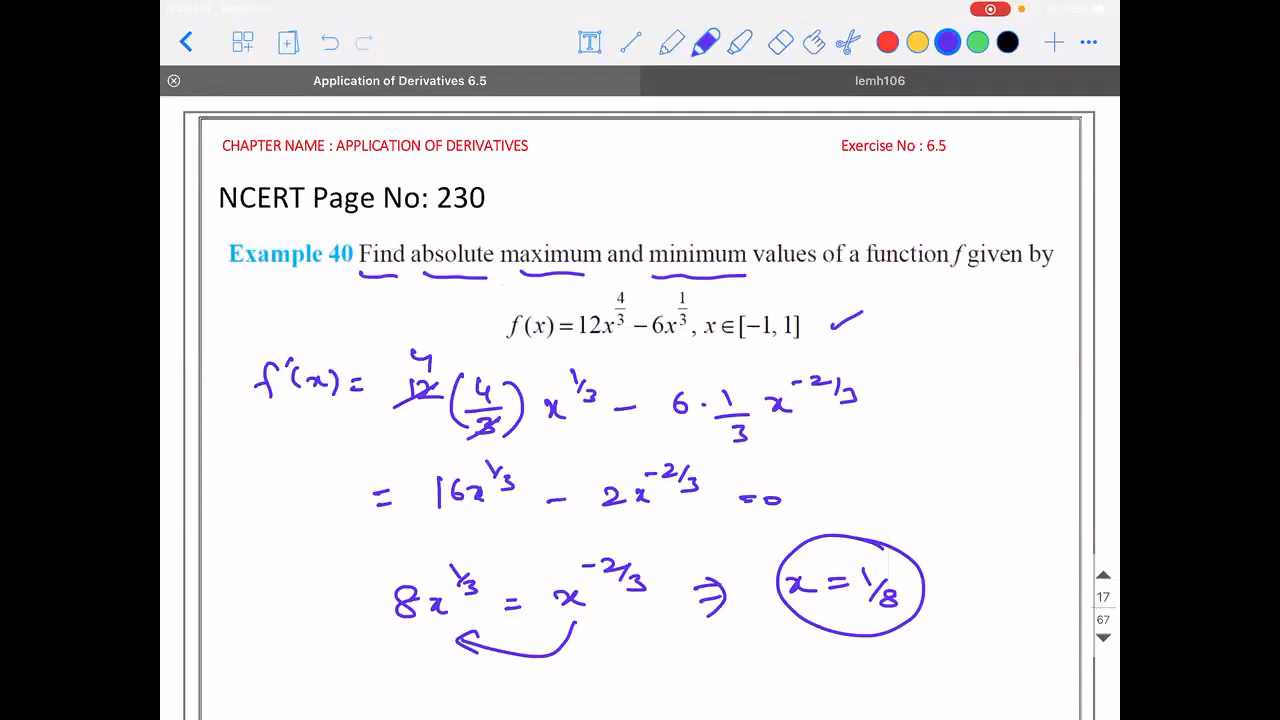 Application of Derivatives 6.5
lemh106
CHAPTER NAME : APPLICATION OF DERIVATIVES Exercise No : 6.5
NCERT Page No: 230
Example 40 Find absolute maximum and minimum values of a function f given by
f(x) = 12x^{4/3} − 6x^{1/3}, x ∈ [−1, 1] ✓
f'(x) = 12 4 (4/3) x^{1/3} − 6 · 1/3 x^{-2/3}
= 16x^{1/3} − 2x^{-2/3} = 0
8x^{1/3} = x^{-2/3} ⇒ x = 1/8
17
67